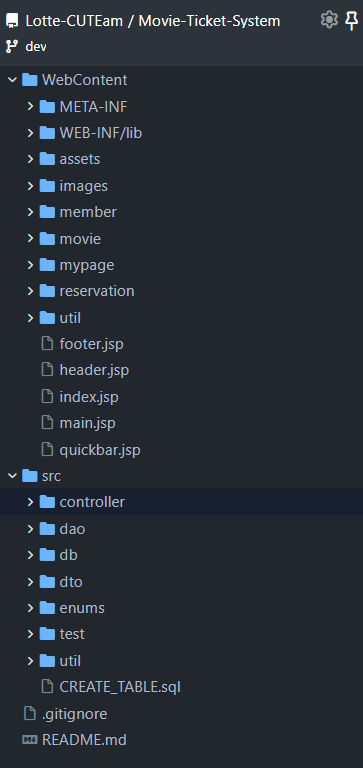 Lotte-CUTEam / Movie-Ticket-System
dev
WebContent
META-INF
WEB-INF/lib
assets
images
member
movie
mypage
reservation
util
footer.jsp
header.jsp
index.jsp
main.jsp
quickbar.jsp
src
controller
dao
db
dto
enums
test
util
CREATE_TABLE.sql
.gitignore
README.md